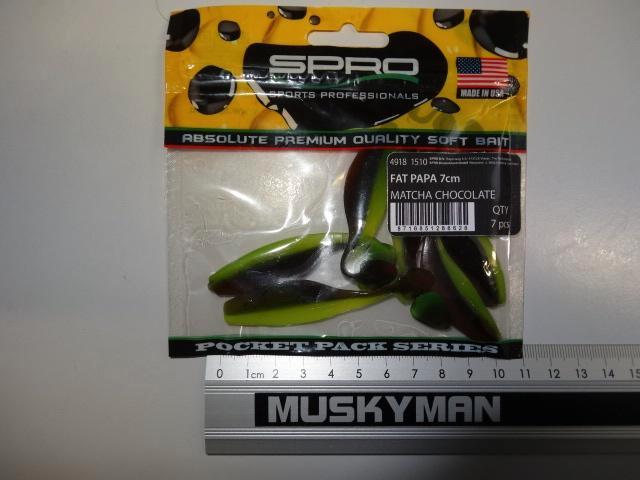 SPRO
SPORTS PROFESSIONALS
MADE IN USA
ABSOLUTE PREMIUM QUALITY SOFT BAIT
4918 1510
FAT PAPA 7cm
MATCHA CHOCOLATE
QTY
7 pcs
8716851288628
POCKET PACK SERIES
0 1cm 2 3 4 5 6 7 8 9 10 11 12 13 14 15
MUSKYMAN